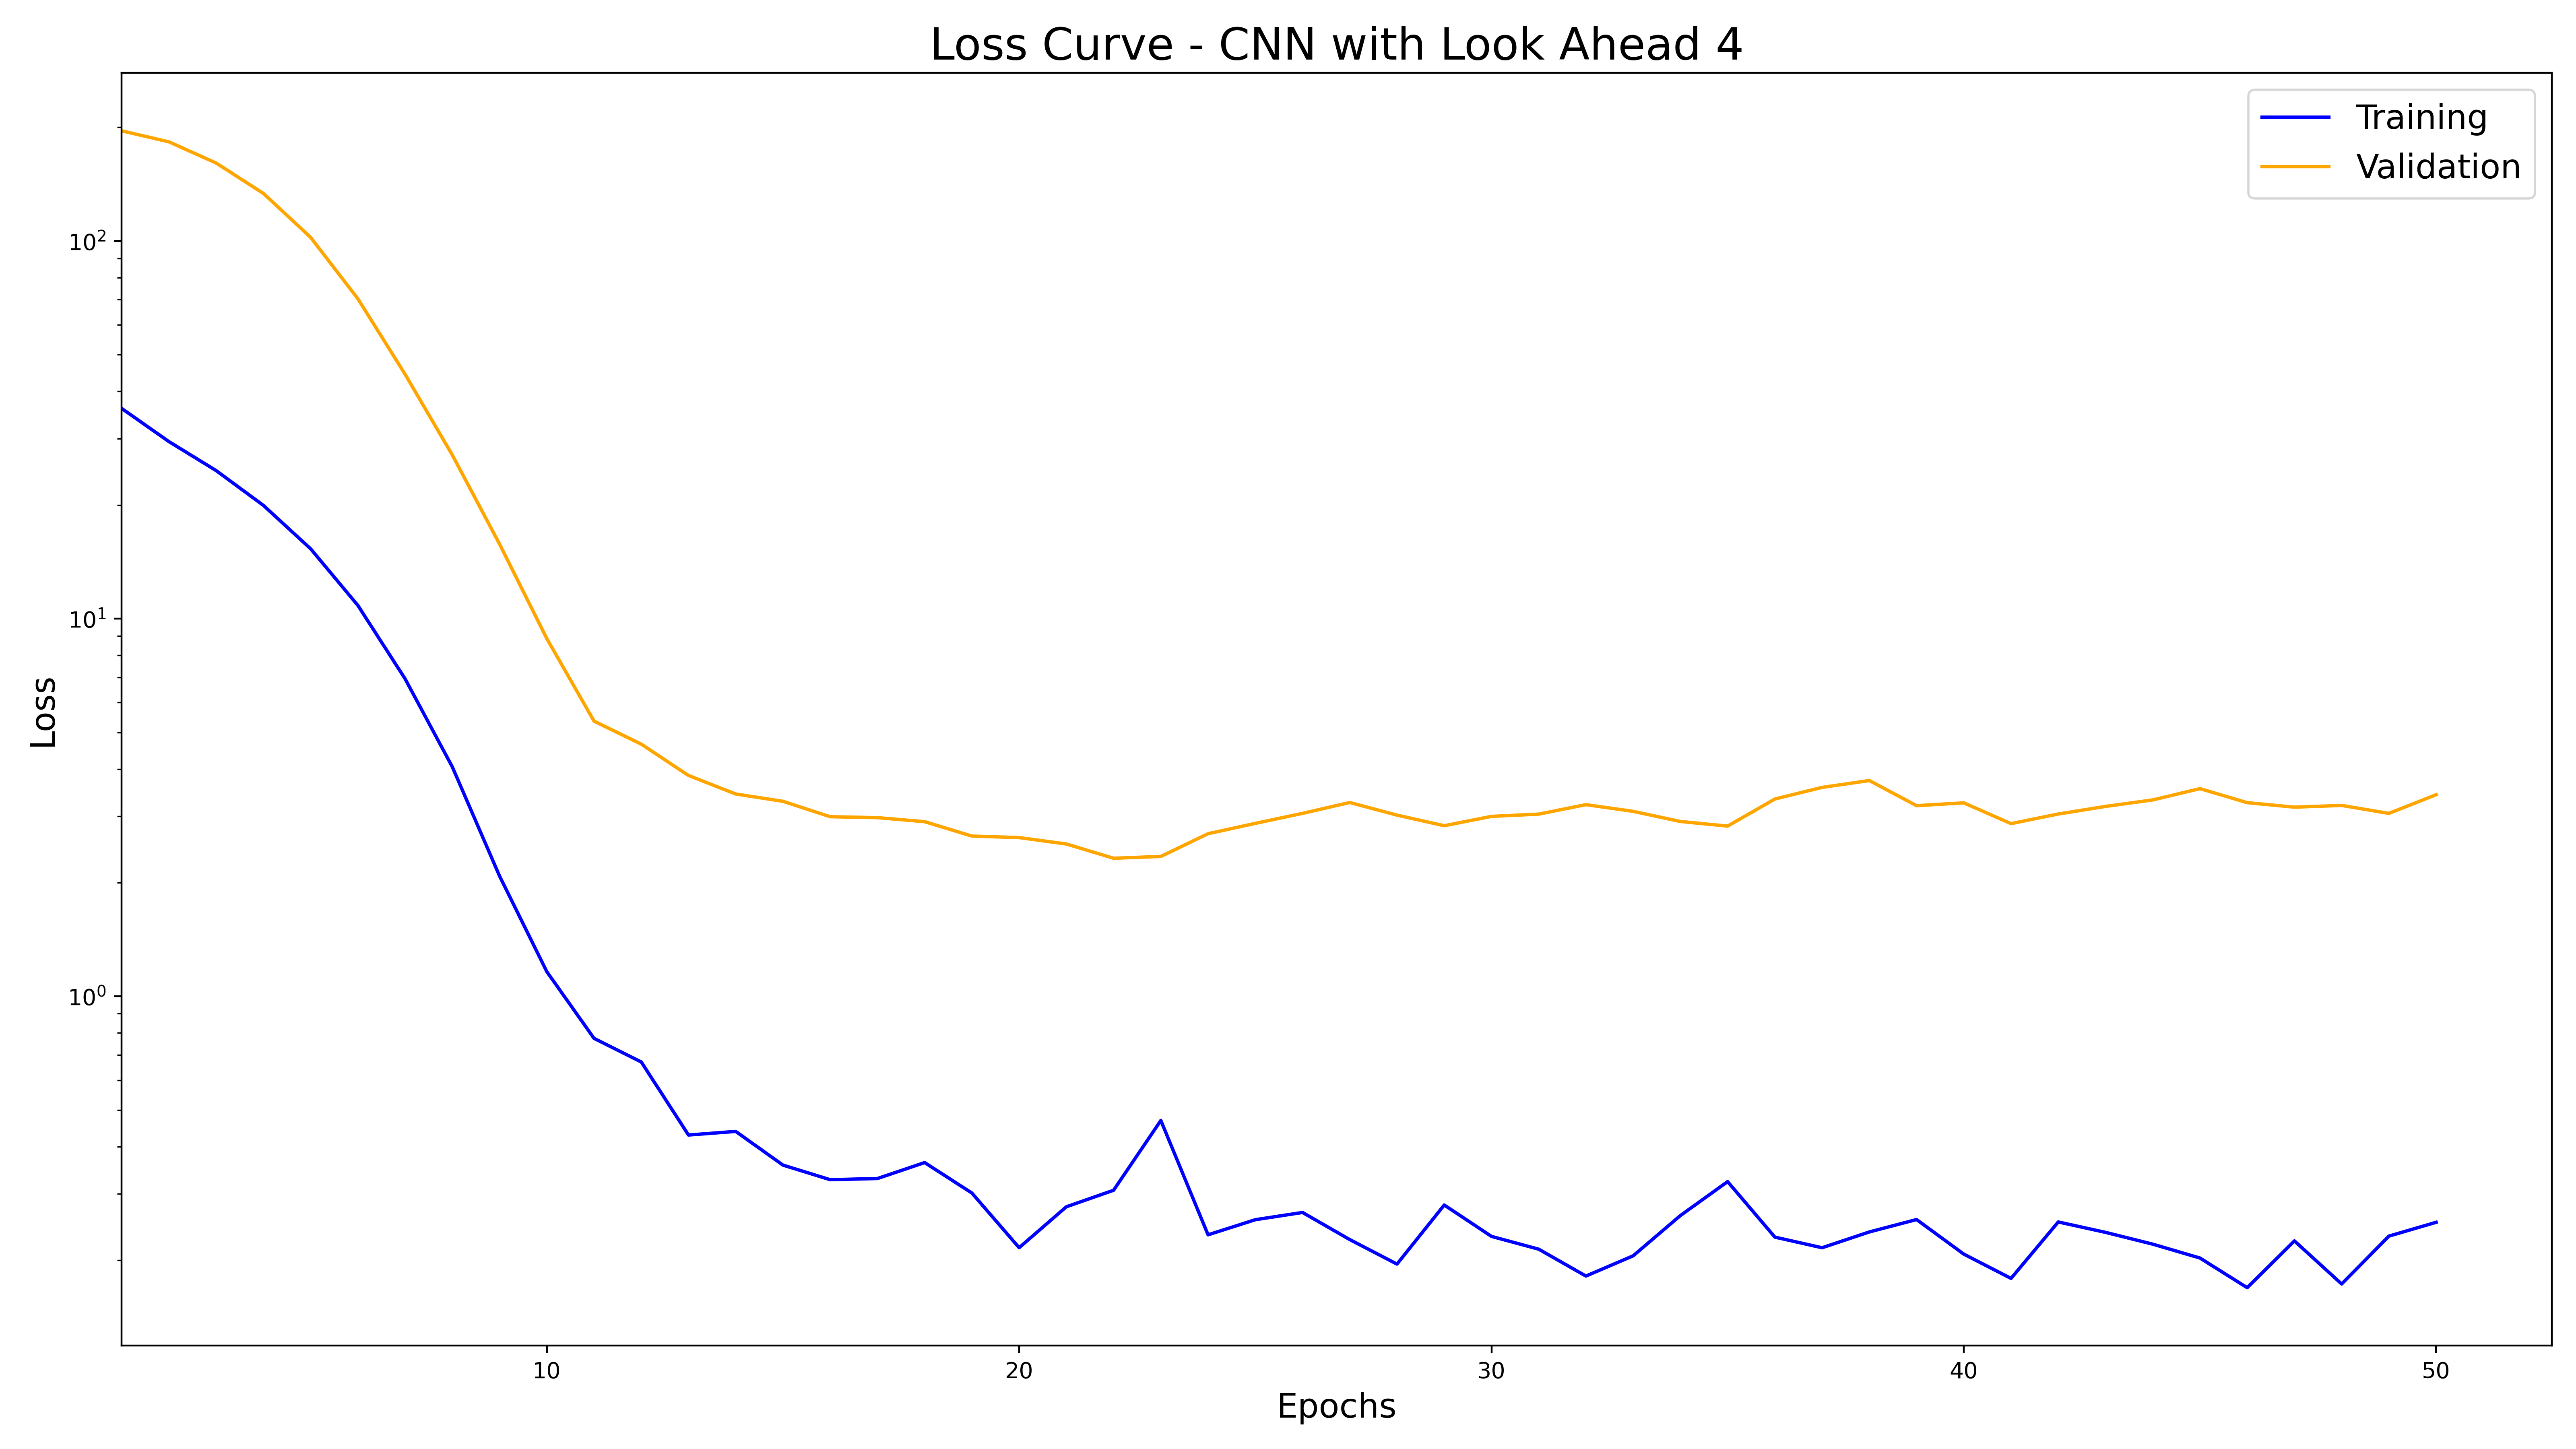 Loss Curve - CNN with Look Ahead 4
Training
Validation
10²
10¹
10⁰
Loss
10
20
30
40
50
Epochs